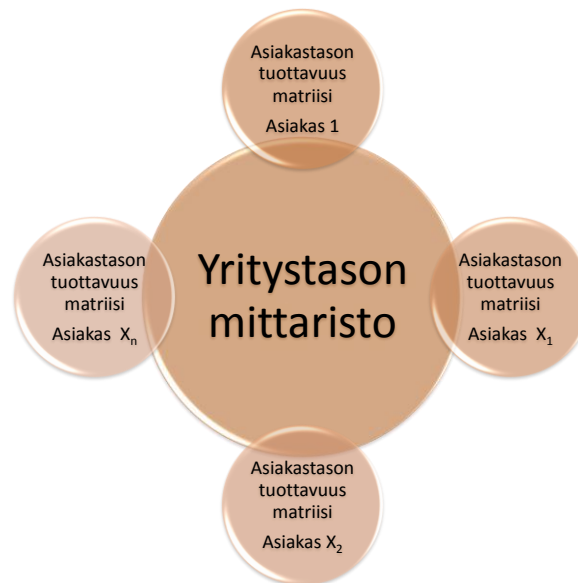 Asiakastason
tuottavuus
matriisi
Asiakas 1
Yritystason
mittaristo
Asiakastason
tuottavuus
matriisi
Asiakas Xn
Asiakastason
tuottavuus
matriisi
Asiakas X1
Asiakastason
tuottavuus
matriisi
Asiakas X2